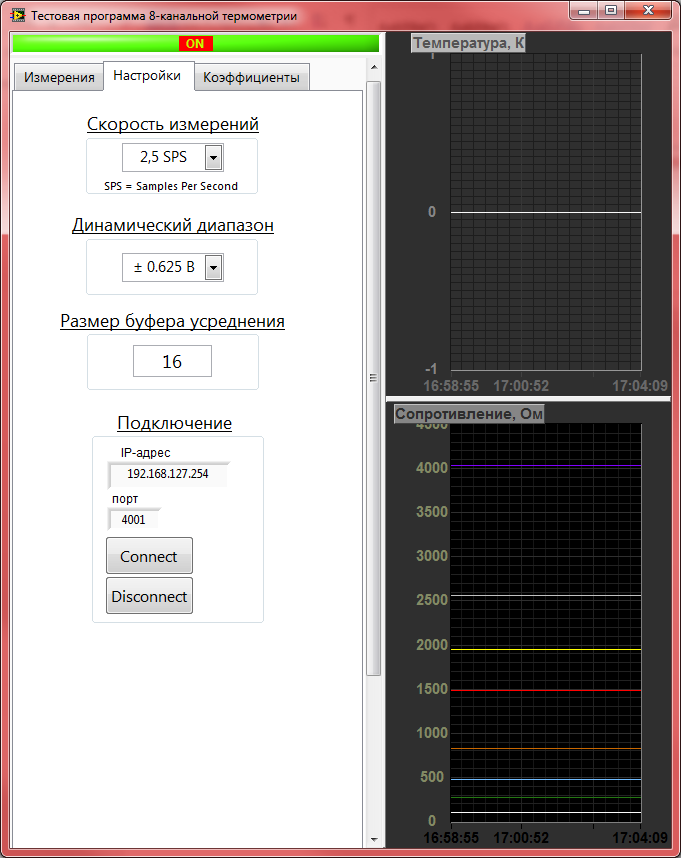 Тестовая программа 8-канальной термометрии
ON
Измерения
Настройки
Коэффициенты
Скорость измерений
2,5 SPS
SPS = Samples Per Second
Динамический диапазон
± 0.625 В
Размер буфера усреднения
16
Подключение
IP-адрес
192.168.127.254
порт
4001
Connect
Disconnect
Температура, К
1
0
-1
16:58:55 17:00:52 17:04:09
Сопротивление, Ом
4500
4000
3500
3000
2500
2000
1500
1000
500
0
16:58:55 17:00:52 17:04:09